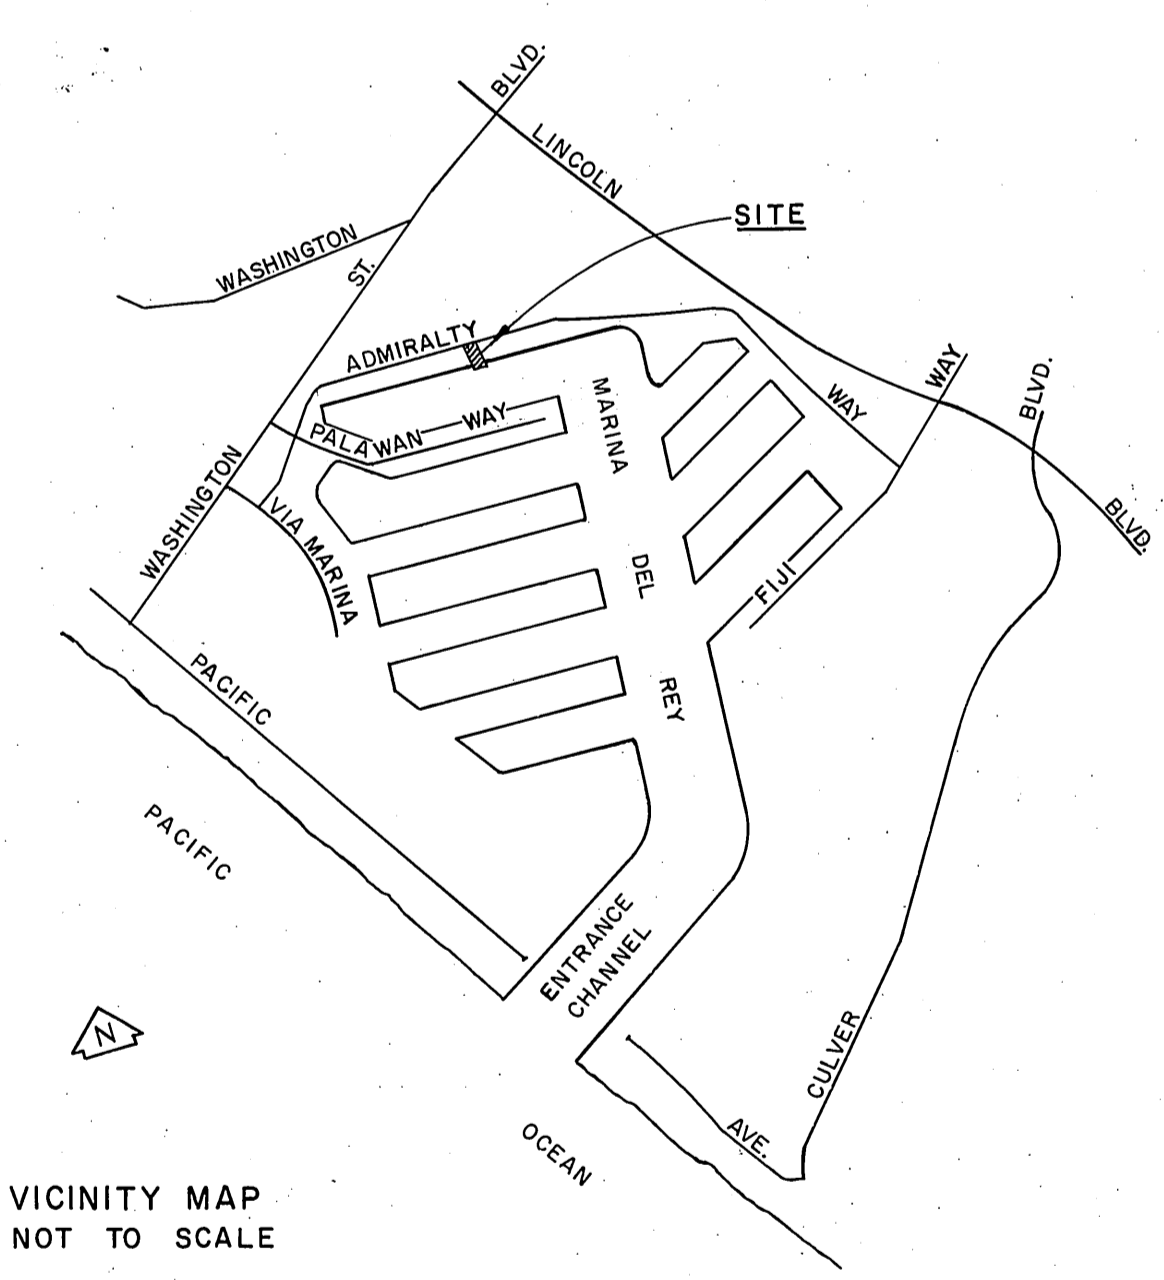 BLVD.
LINCOLN
SITE
WASHINGTON
ST.
ADMIRALTY
WAY
WAY
BLVD.
MARINA
PALAWAN WAY
WASHINGTON
VIA MARINA
BLVD.
DEL
FIJI
REY
PACIFIC
PACIFIC
ENTRANCE
CHANNEL
N
CULVER
AVE.
OCEAN
VICINITY MAP
NOT TO SCALE